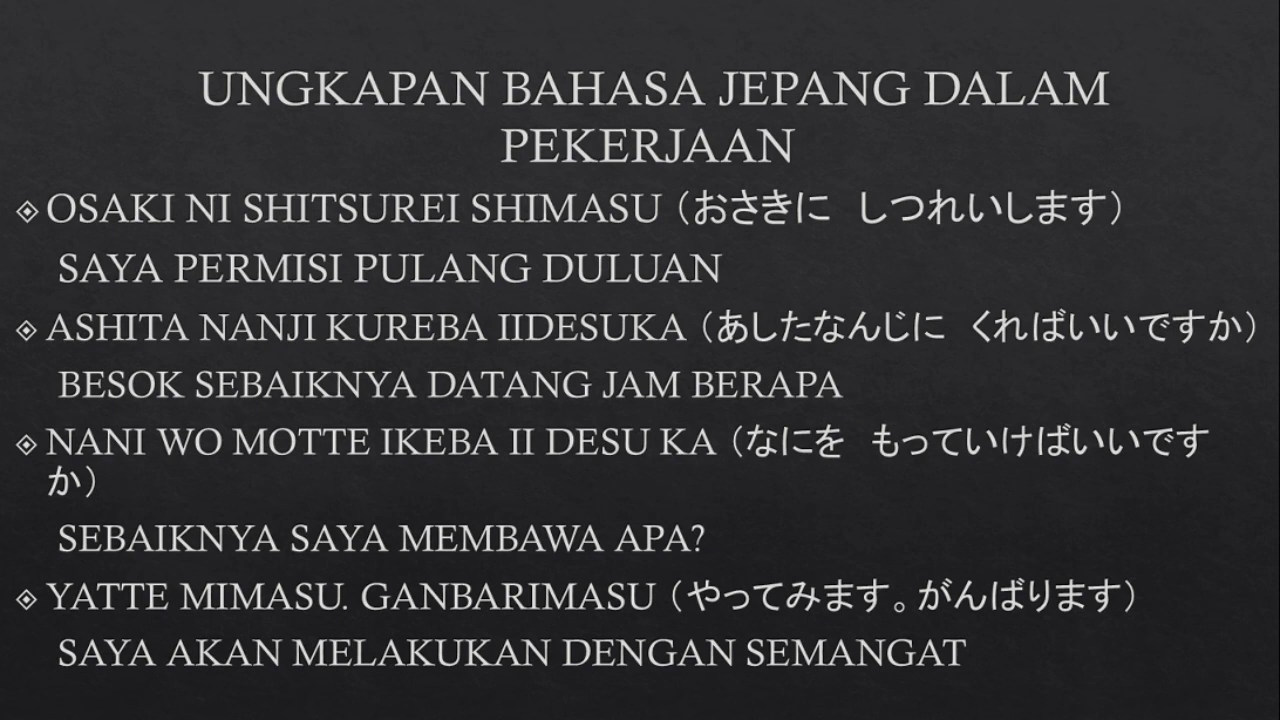 UNGKAPAN BAHASA JEPANG DALAM
PEKERJAAN
OSAKI NI SHITSUREI SHIMASU（おさきに　しつれいします）
SAYA PERMISI PULANG DULUAN
ASHITA NANJI KUREBA IIDESUKA（あしたなんじに　くればいいですか）
BESOK SEBAIKNYA DATANG JAM BERAPA
NANI WO MOTTE IKEBA II DESU KA（なにを　もっていけばいいです
か）
SEBAIKNYA SAYA MEMBAWA APA?
YATTE MIMASU. GANBARIMASU（やってみます。がんばります）
SAYA AKAN MELAKUKAN DENGAN SEMANGAT